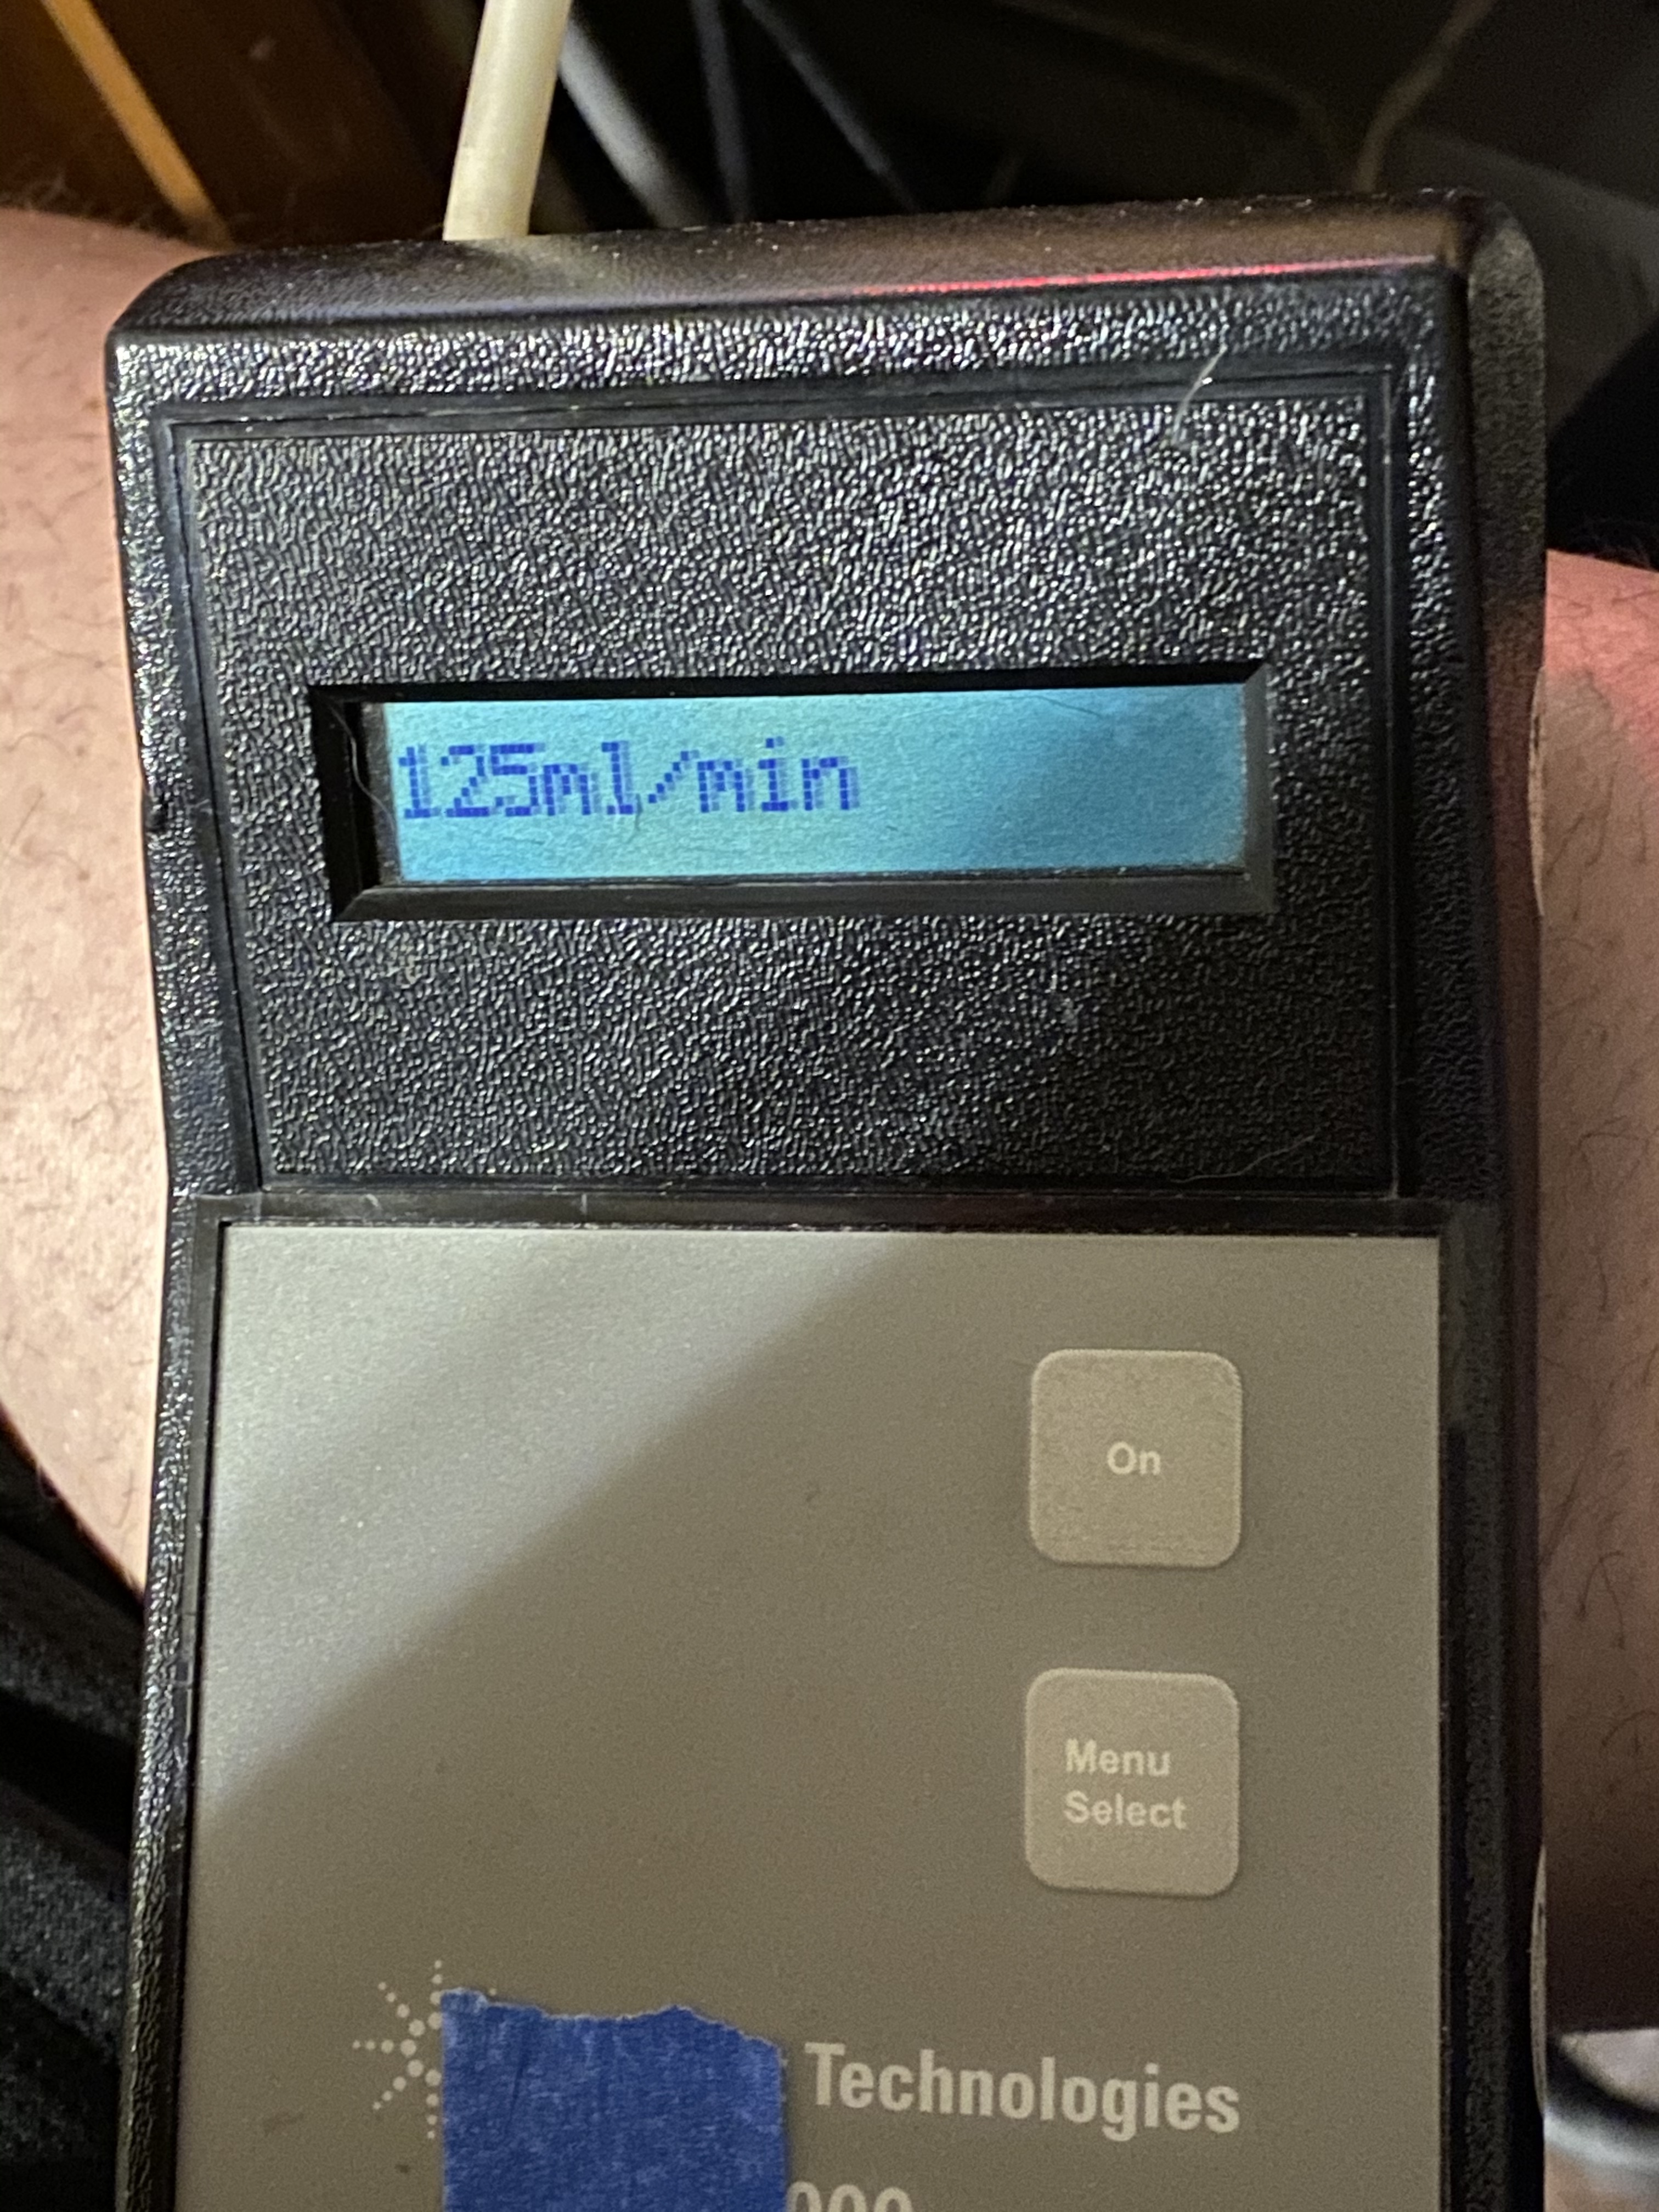 125ml/min
On
Menu
Select
Technologies